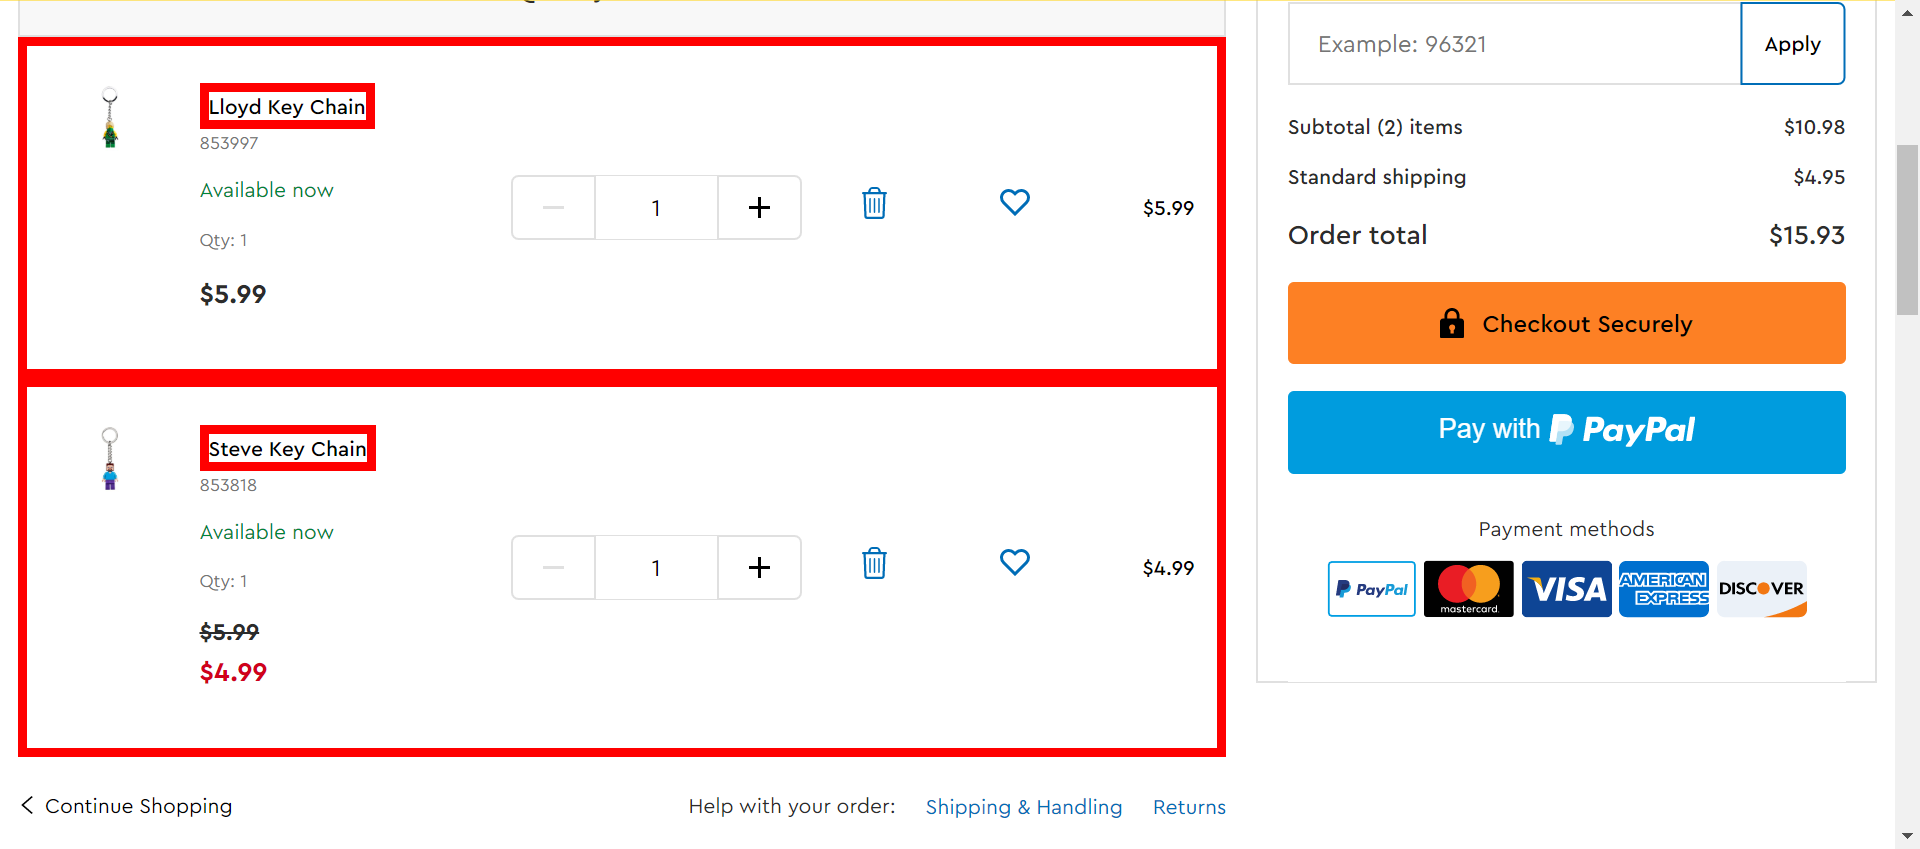 Lloyd Key Chain
853997
Available now
Qty: 1
$5.99
1
$5.99
Steve Key Chain
853818
Available now
Qty: 1
$5.99
$4.99
1
$4.99
Continue Shopping
Help with your order: Shipping & Handling Returns
Example: 96321
Apply
Subtotal (2) items $10.98
Standard shipping $4.95
Order total $15.93
Checkout Securely
Pay with PayPal
Payment methods
PayPal
mastercard.
VISA
AMERICAN
EXPRESS
DISCOVER